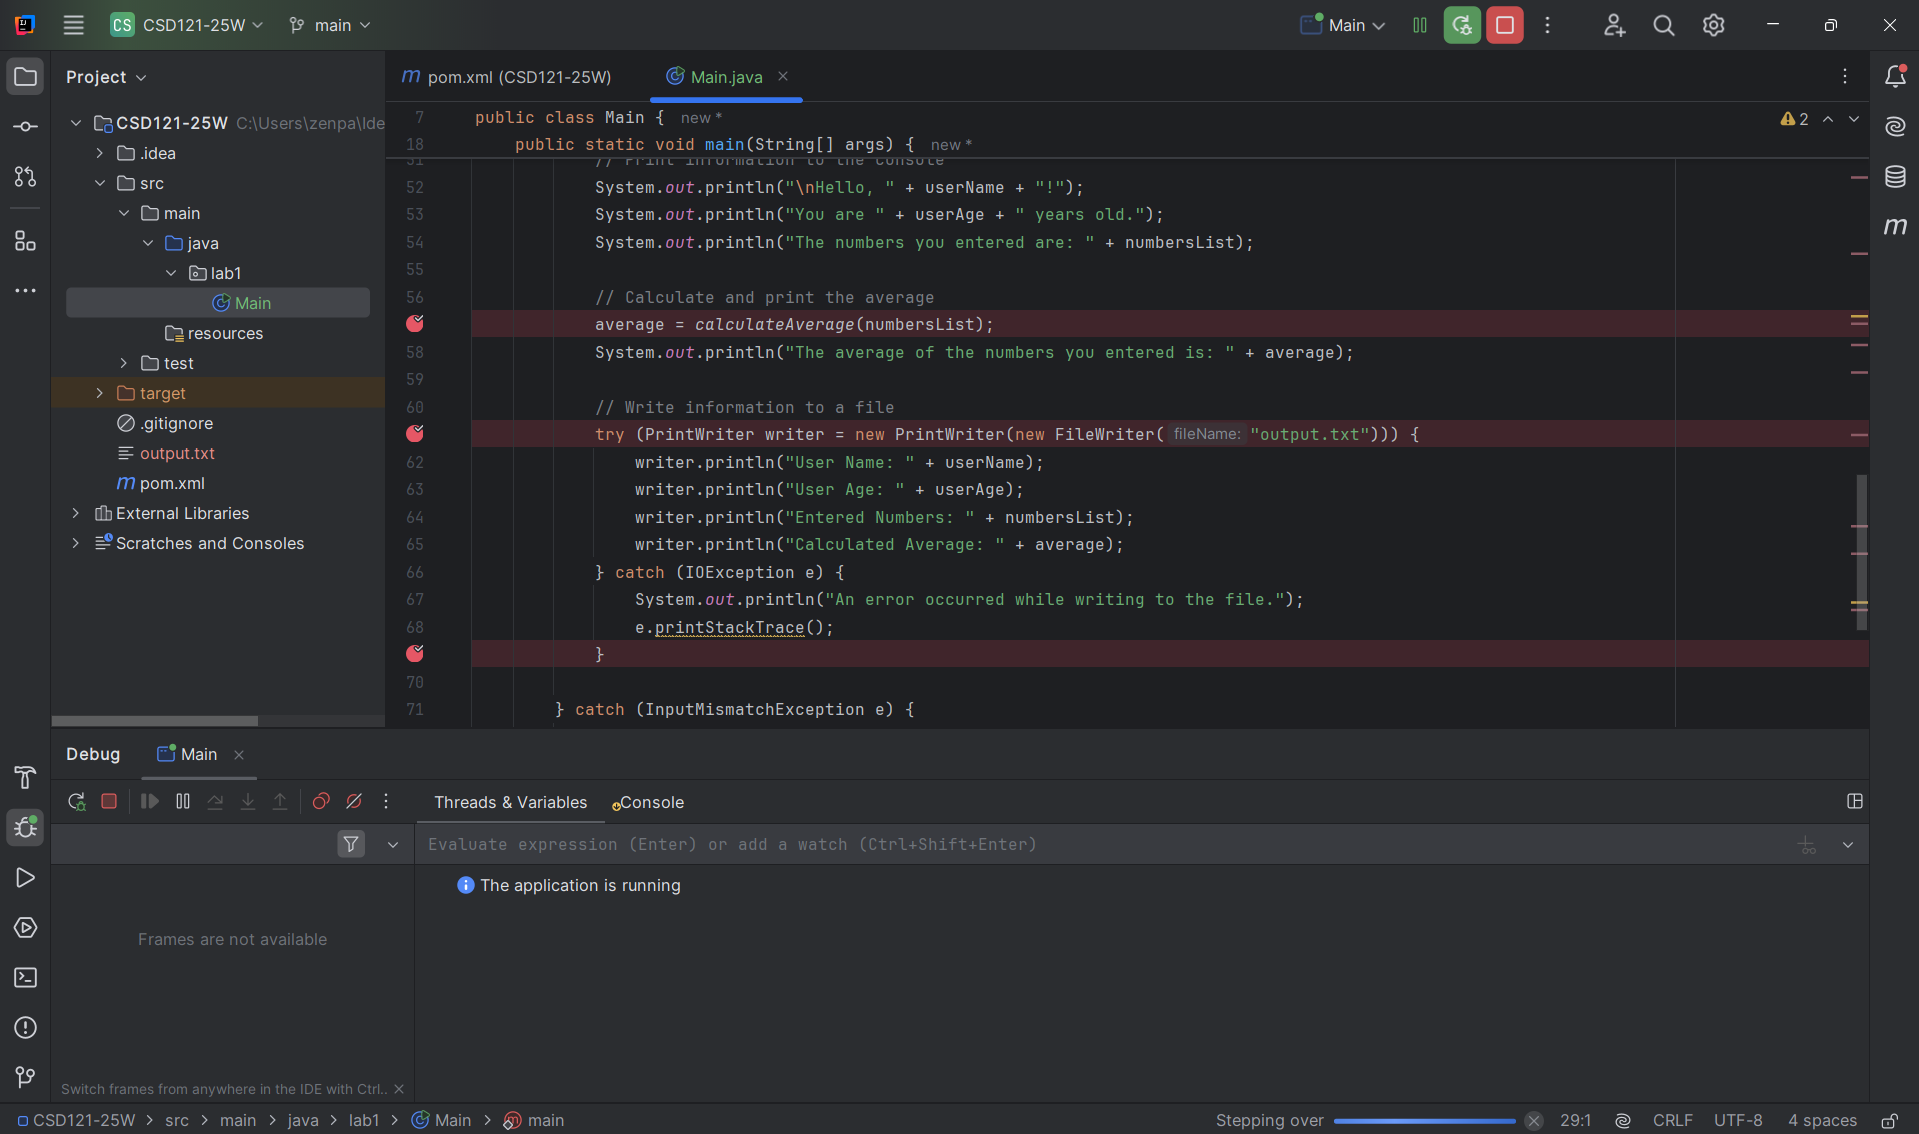 CS CSD121-25W main Main
Project
pom.xml (CSD121-25W) Main.java
CSD121-25W C:\Users\zenpa\Ide
.idea
src
main
java
lab1
Main
resources
test
target
.gitignore
output.txt
pom.xml
External Libraries
Scratches and Consoles
7 public class Main { new *
2
18 public static void main(String[] args) { new *
51 // Print information to the console
52 System.out.println("\nHello, " + userName + "!");
53 System.out.println("You are " + userAge + " years old.");
54 System.out.println("The numbers you entered are: " + numbersList);
55
56 // Calculate and print the average
average = calculateAverage(numbersList);
58 System.out.println("The average of the numbers you entered is: " + average);
59
60 // Write information to a file
try (PrintWriter writer = new PrintWriter(new FileWriter( fileName: "output.txt"))) {
62 writer.println("User Name: " + userName);
63 writer.println("User Age: " + userAge);
64 writer.println("Entered Numbers: " + numbersList);
65 writer.println("Calculated Average: " + average);
66 } catch (IOException e) {
67 System.out.println("An error occurred while writing to the file.");
68 e.printStackTrace();
}
70
71 } catch (InputMismatchException e) {
Debug Main
Threads & Variables Console
Evaluate expression (Enter) or add a watch (Ctrl+Shift+Enter)
The application is running
Frames are not available
Switch frames from anywhere in the IDE with Ctrl..
CSD121-25W > src > main > java > lab1 > Main > main
Stepping over 29:1 CRLF UTF-8 4 spaces